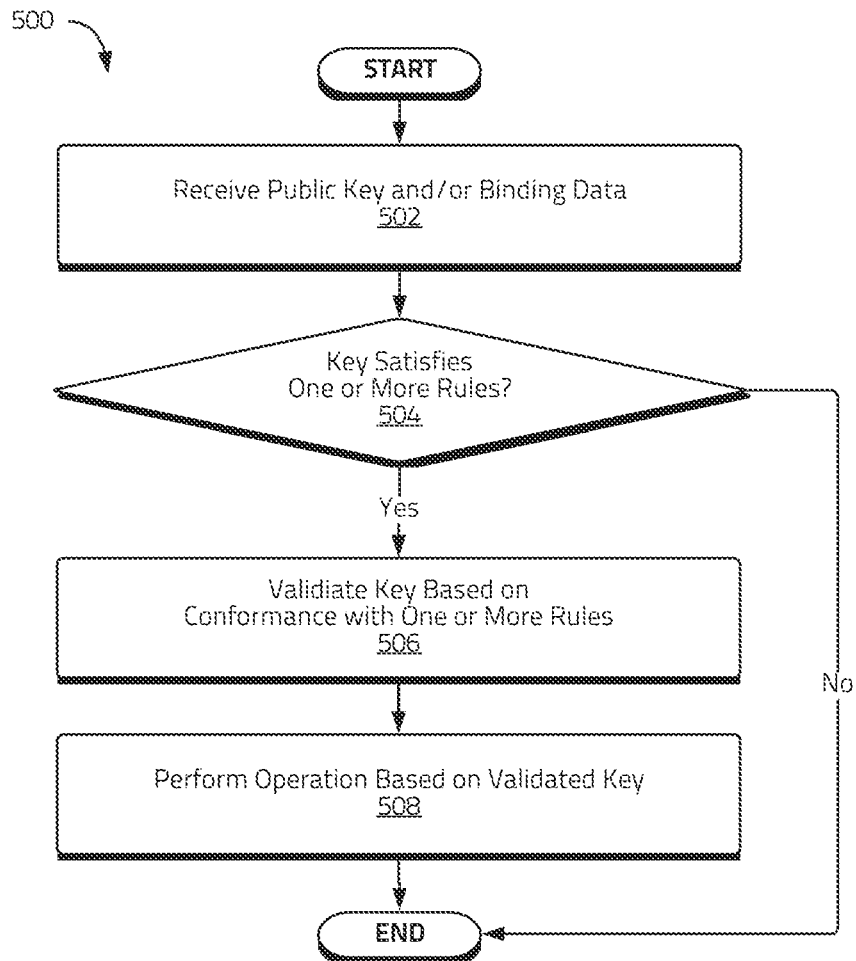 500
START
Receive Public Key and/or Binding Data
502
Key Satisfies
One or More Rules?
504
Yes
Validiate Key Based on
Conformance with One or More Rules
506
No
Perform Operation Based on Validated Key
508
END